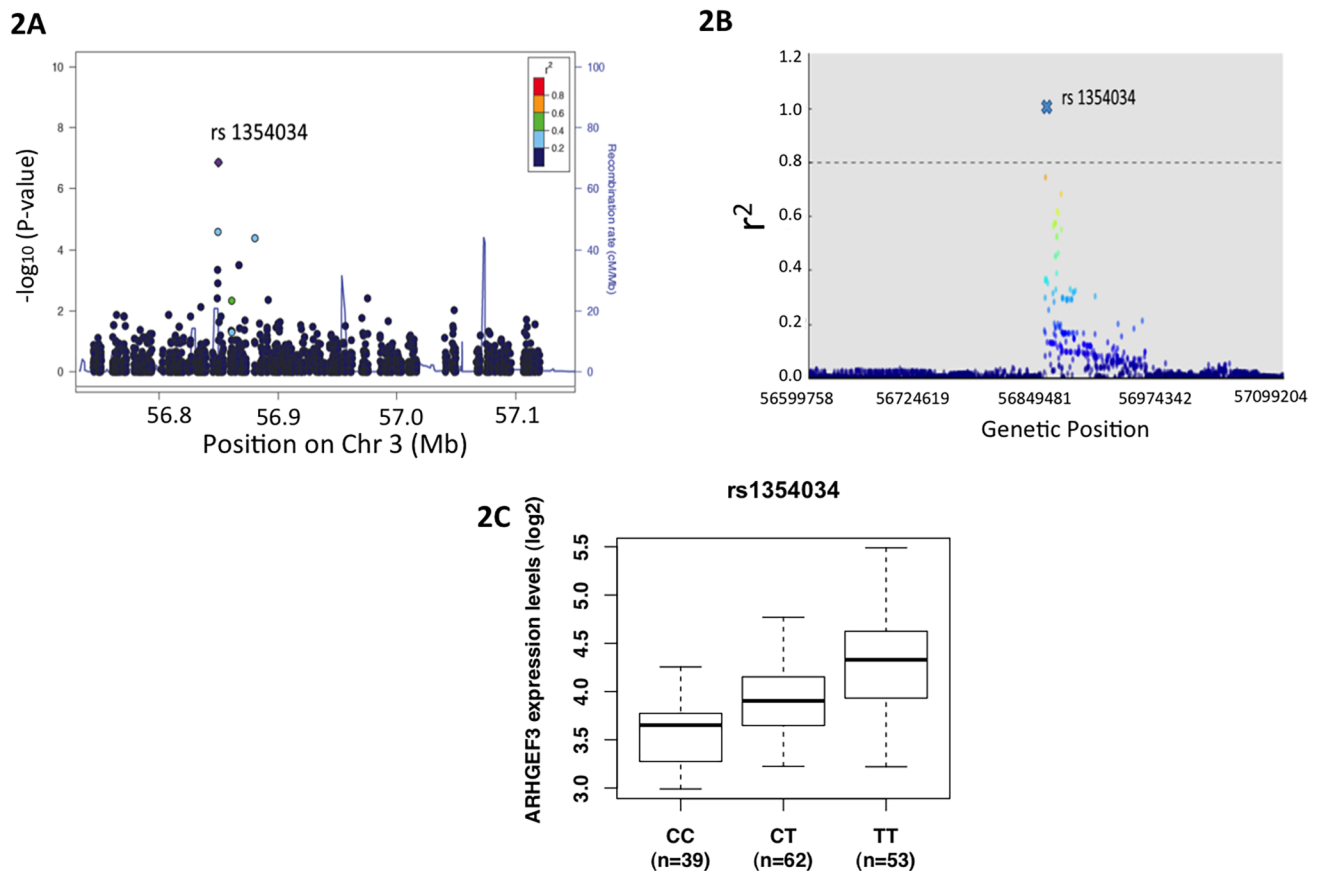 2A
10
8
6
4
2
0
-log10 (P-value)
rs 1354034
r2
0.8
0.6
0.4
0.2
100
80
60
40
20
0
Recombination rate (cM/Mb)
56.8 56.9 57.0 57.1
Position on Chr 3 (Mb)
2B
1.2
1.0
0.8
0.6
0.4
0.2
0.0
r2
rs 1354034
56599758 56724619 56849481 56974342 57099204
Genetic Position
2C
rs1354034
ARHGEF3 expression levels (log2)
5.5
5.0
4.5
4.0
3.5
3.0
CC CT TT
(n=39) (n=62) (n=53)